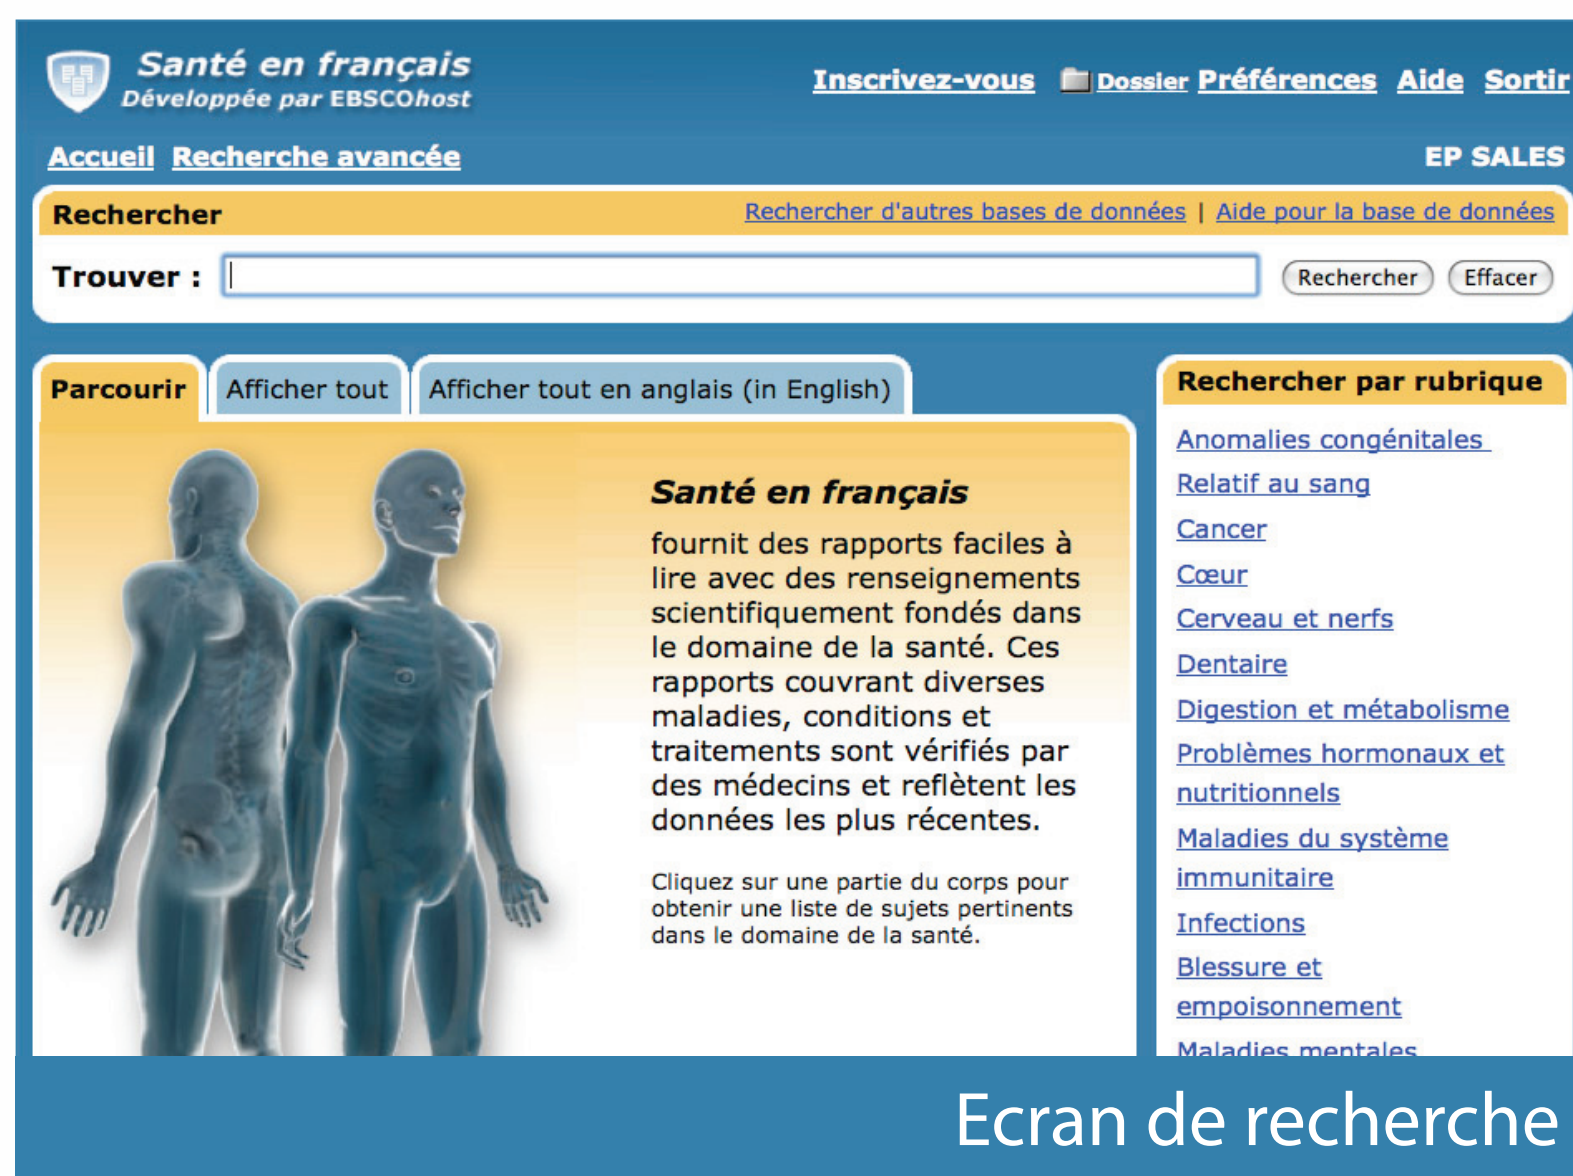 Santé en français
Développée par EBSCOhost
Inscrivez-vous Dossier Préférences Aide Sortir
Accueil Recherche avancée
EP SALES
Rechercher
Rechercher d'autres bases de données | Aide pour la base de données
Trouver :
Rechercher Effacer
Parcourir Afficher tout Afficher tout en anglais (in English)
Santé en français
fournit des rapports faciles à
lire avec des renseignements
scientifiquement fondés dans
le domaine de la santé. Ces
rapports couvrant diverses
maladies, conditions et
traitements sont vérifiés par
des médecins et reflètent les
données les plus récentes.
Cliquez sur une partie du corps pour
obtenir une liste de sujets pertinents
dans le domaine de la santé.
Rechercher par rubrique
Anomalies congénitales
Relatif au sang
Cancer
Cœur
Cerveau et nerfs
Dentaire
Digestion et métabolisme
Problèmes hormonaux et
nutritionnels
Maladies du système
immunitaire
Infections
Blessure et
empoisonnement
Maladies mentales
Ecran de recherche